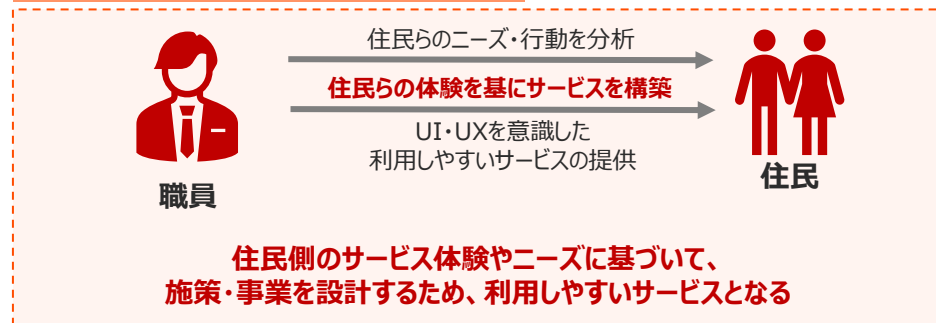 住民らのニーズ・行動を分析
住民らの体験を基にサービスを構築
UI・UXを意識した
利用しやすいサービスの提供
職員
住民
住民側のサービス体験やニーズに基づいて、
施策・事業を設計するため、利用しやすいサービスとなる